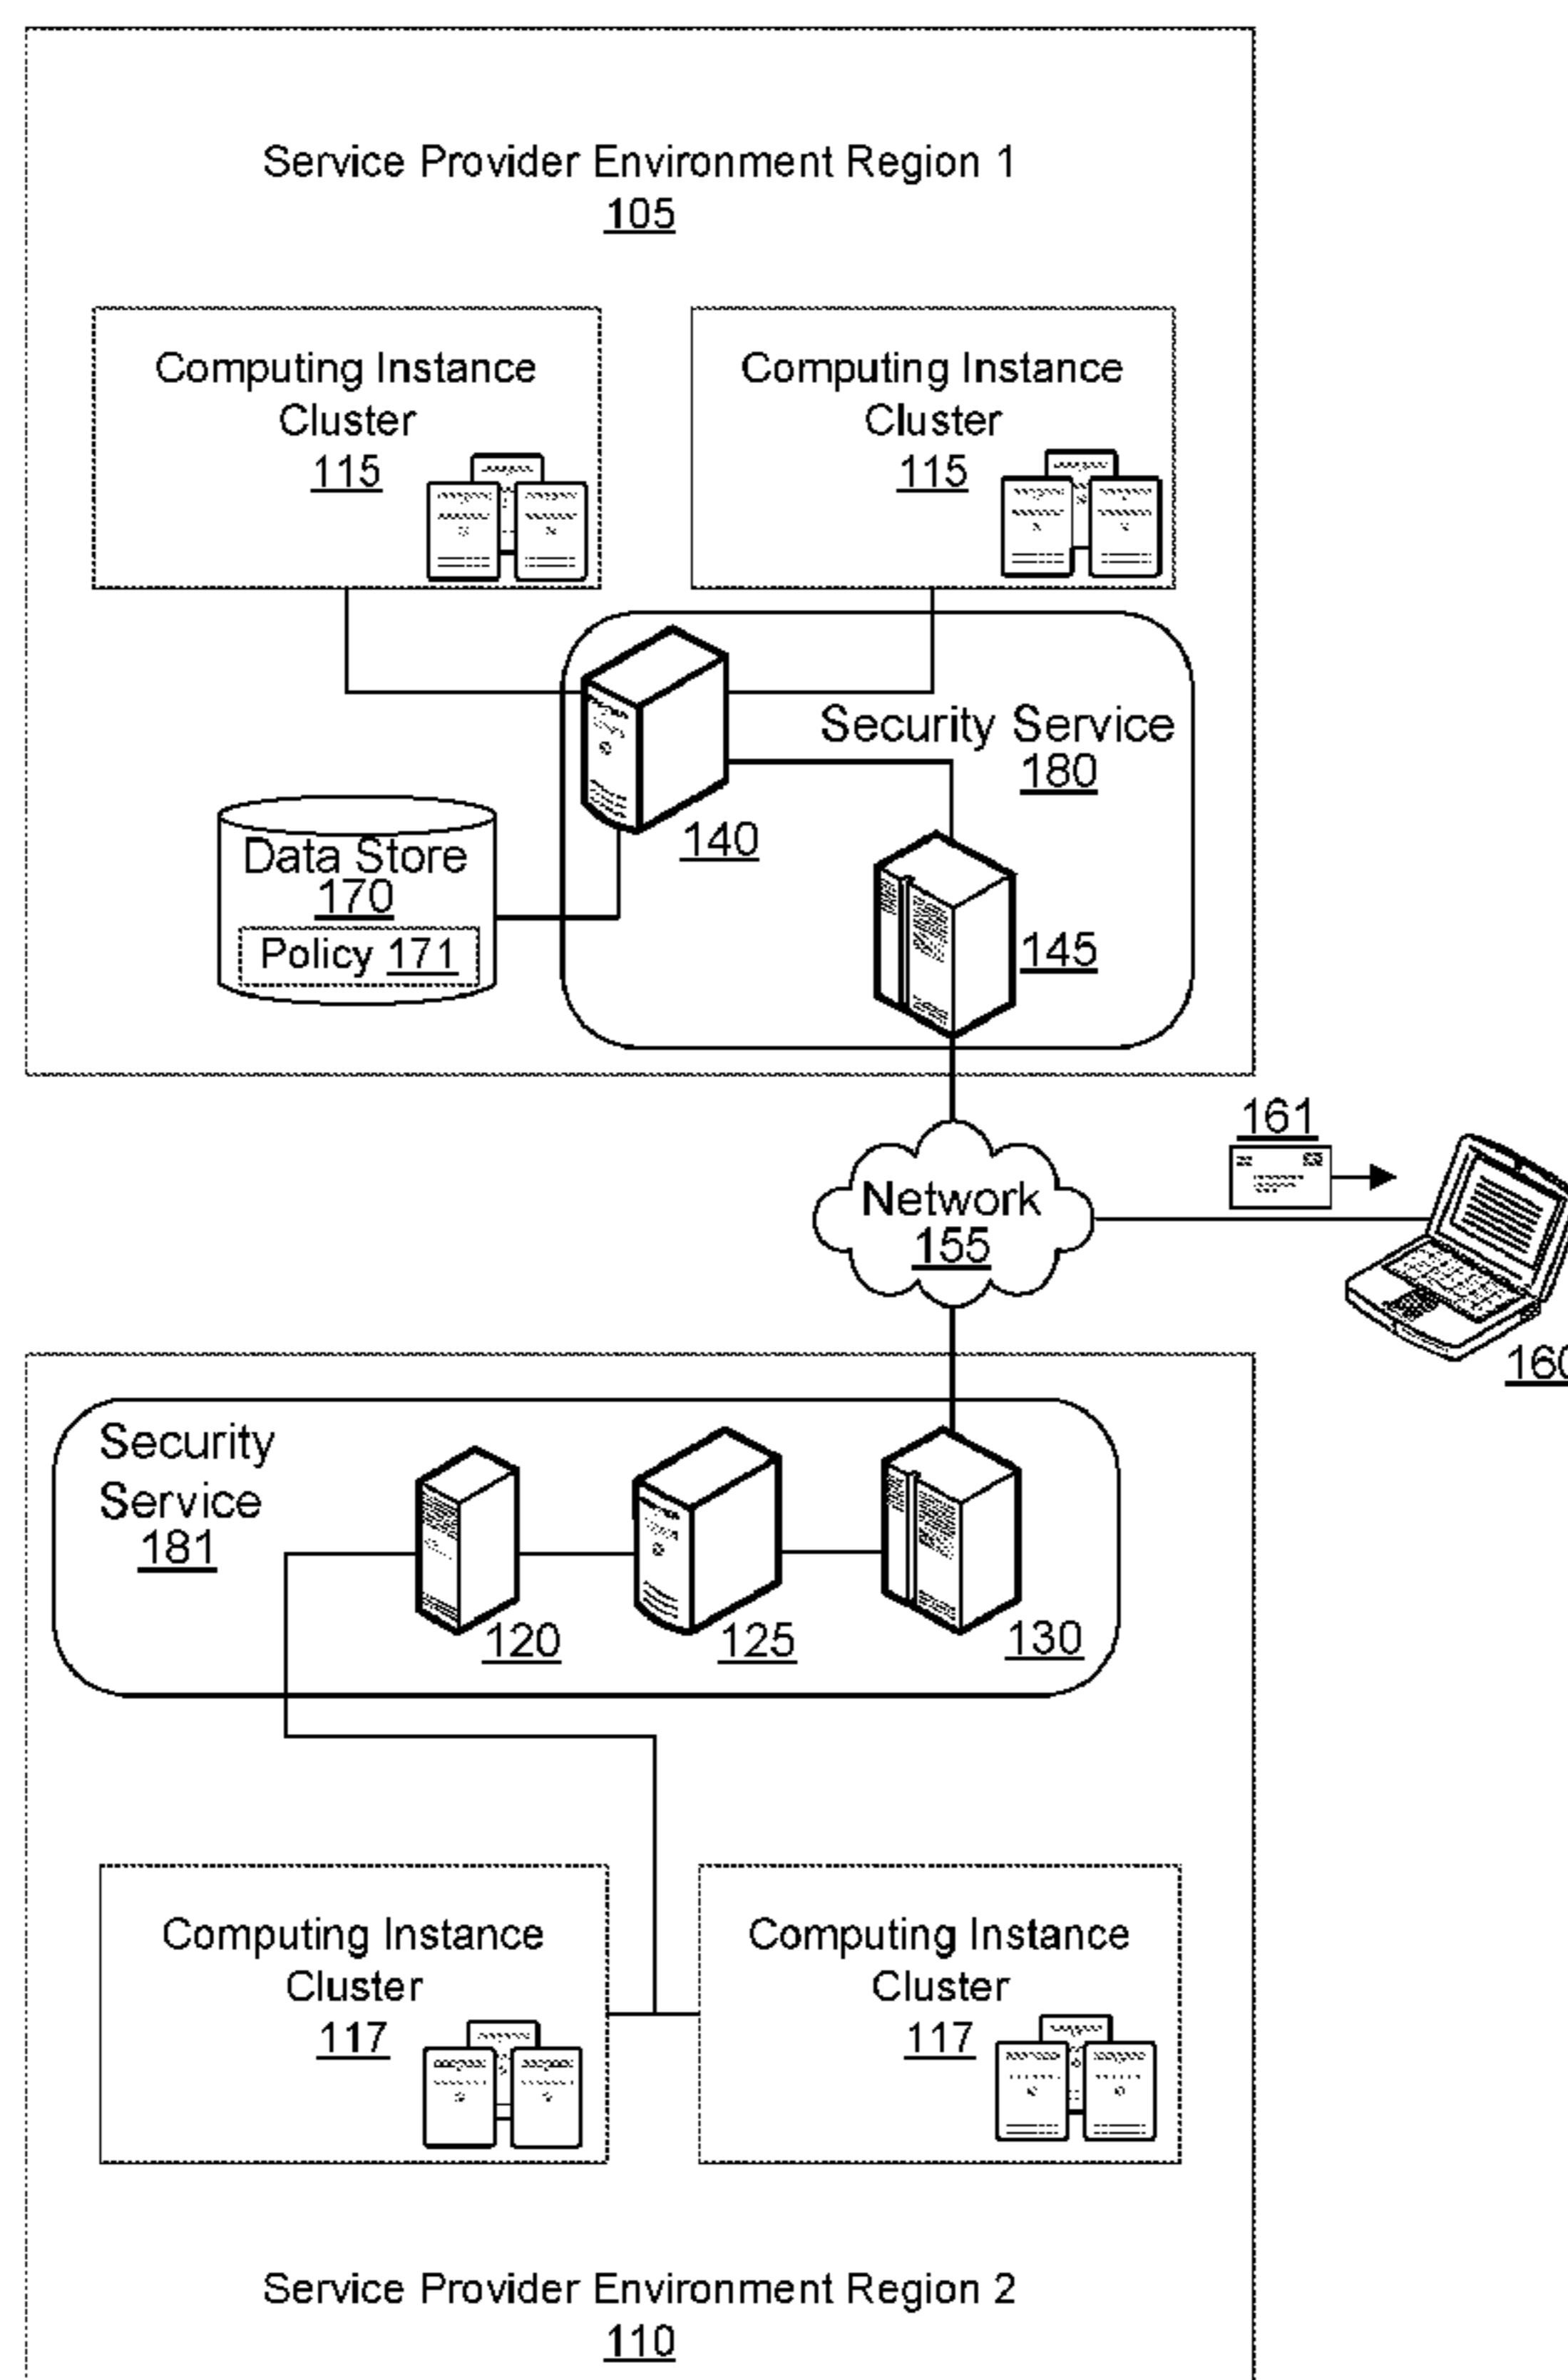 Service Provider Environment Region 1
105
Computing Instance
Cluster
115
Computing Instance
Cluster
115
Security Service
180
140
Data Store
170
Policy 171
145
161
Network
155
160
Security
Service
181
120
125
130
Computing Instance
Cluster
117
Computing Instance
Cluster
117
Service Provider Environment Region 2
110